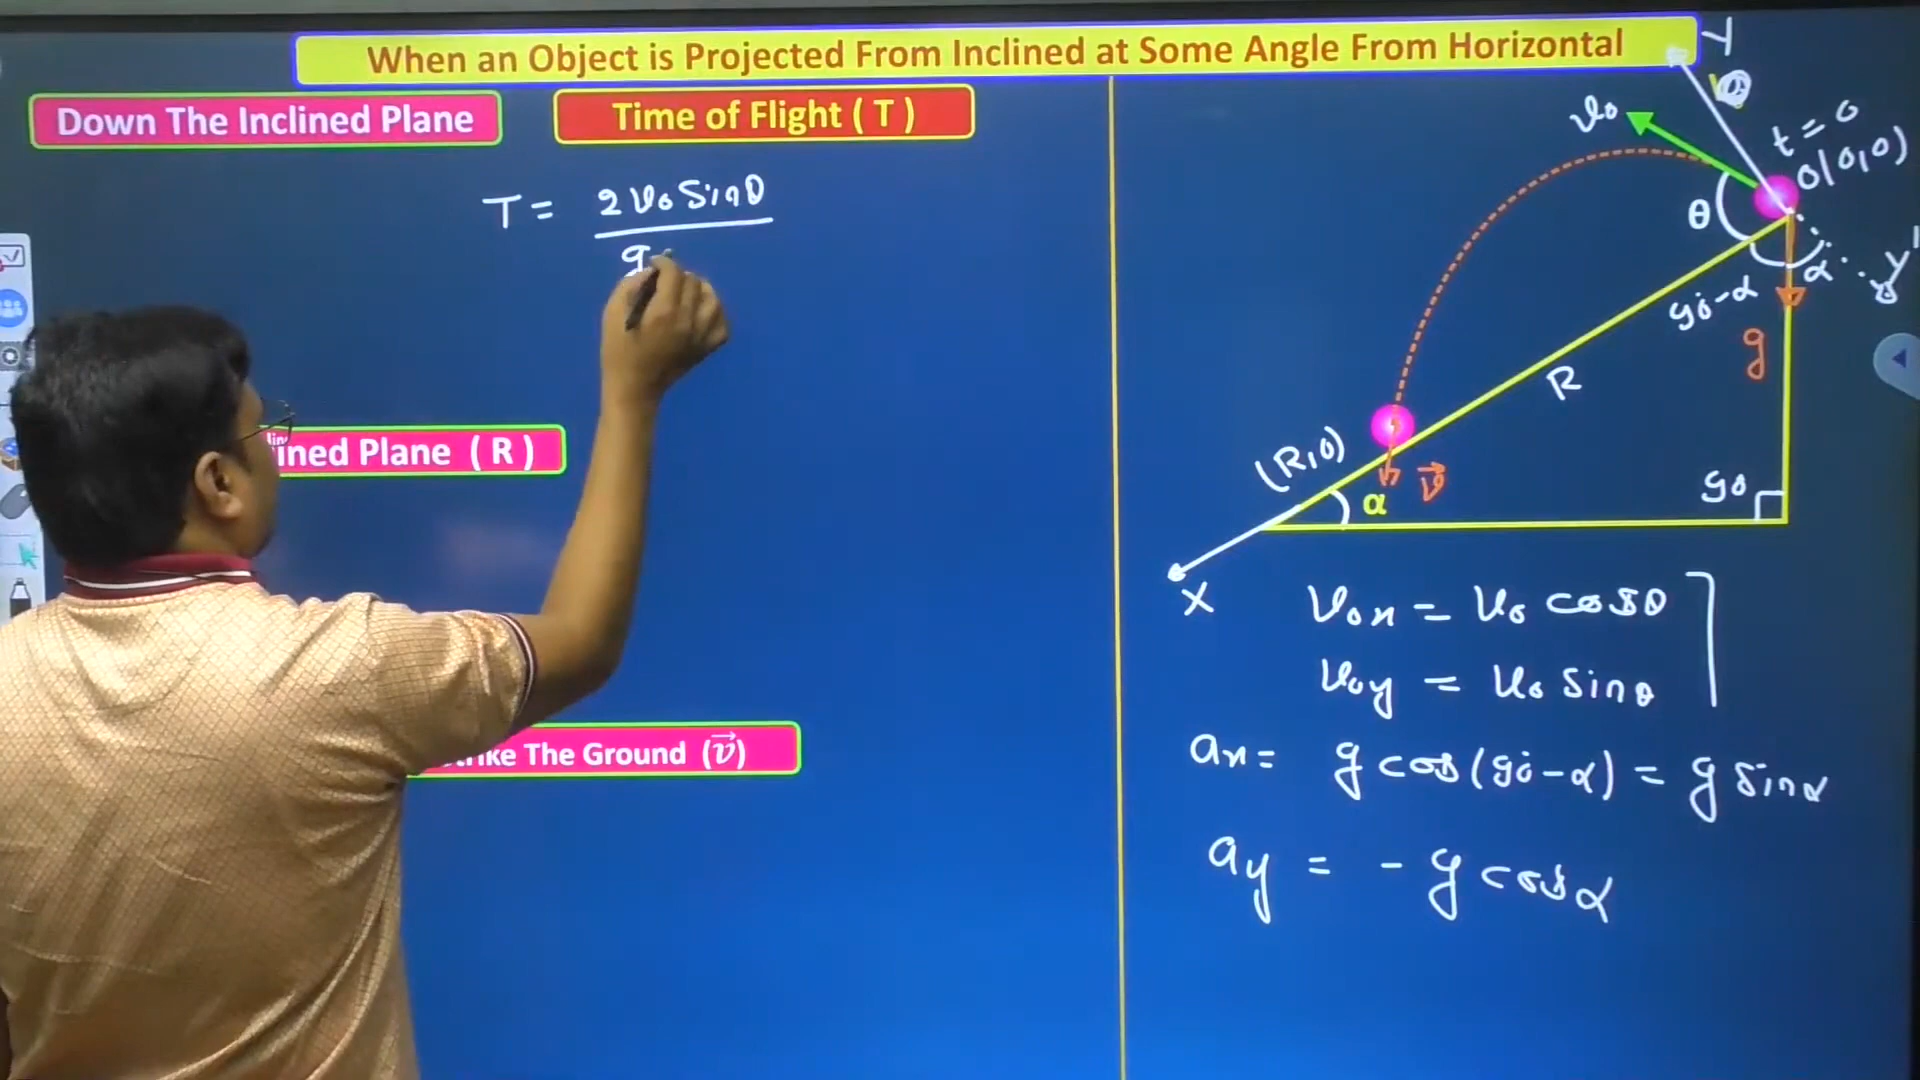 When an Object is Projected From Inclined at Some Angle From Horizontal
Down The Inclined Plane
Time of Flight ( T )
T = 2v₀ Sinθ
g
ined Plane ( R )
ike The Ground (v⃗)
Y
v₀
t = 0
O(0,0)
θ
90°-α
α
Y'
g
R
(R,0)
v⃗
α
90
X
v₀x = v₀ cosθ
v₀y = v₀ sinθ
ax = g cos(90°-α) = g sinα
ay = - g cosα